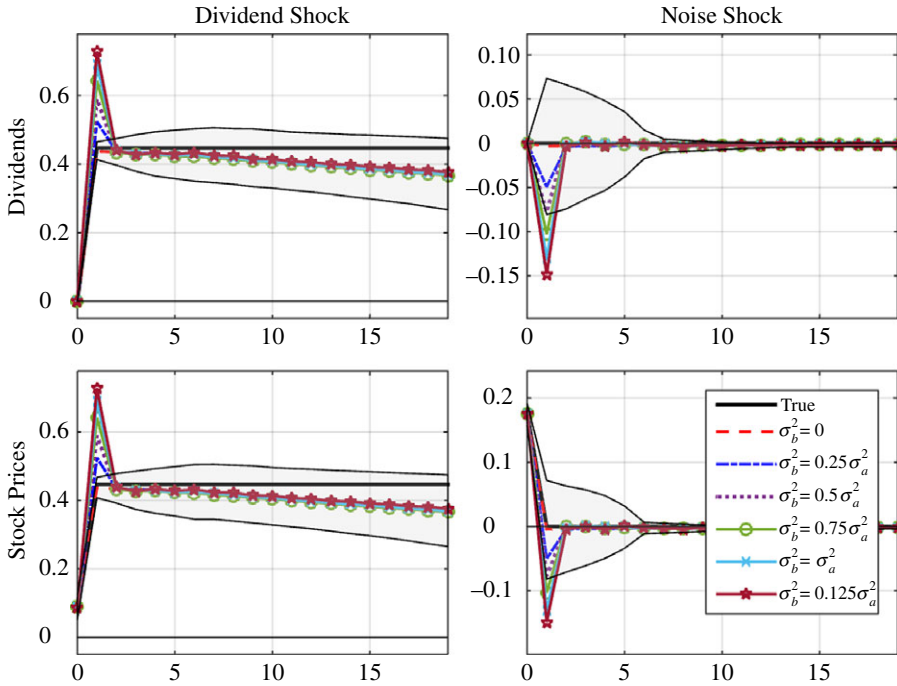 Dividend Shock
Noise Shock
Dividends
0.6
0.4
0.2
0
0 5 10 15
0.10
0.05
0
−0.05
−0.10
−0.15
0 5 10 15
Stock Prices
0.6
0.4
0.2
0
0 5 10 15
0.2
0.1
0
−0.1
0 5 10 15
True
σ_b^2 = 0
σ_b^2 = 0.25σ_a^2
σ_b^2 = 0.5σ_a^2
σ_b^2 = 0.75σ_a^2
σ_b^2 = σ_a^2
σ_b^2 = 0.125σ_a^2